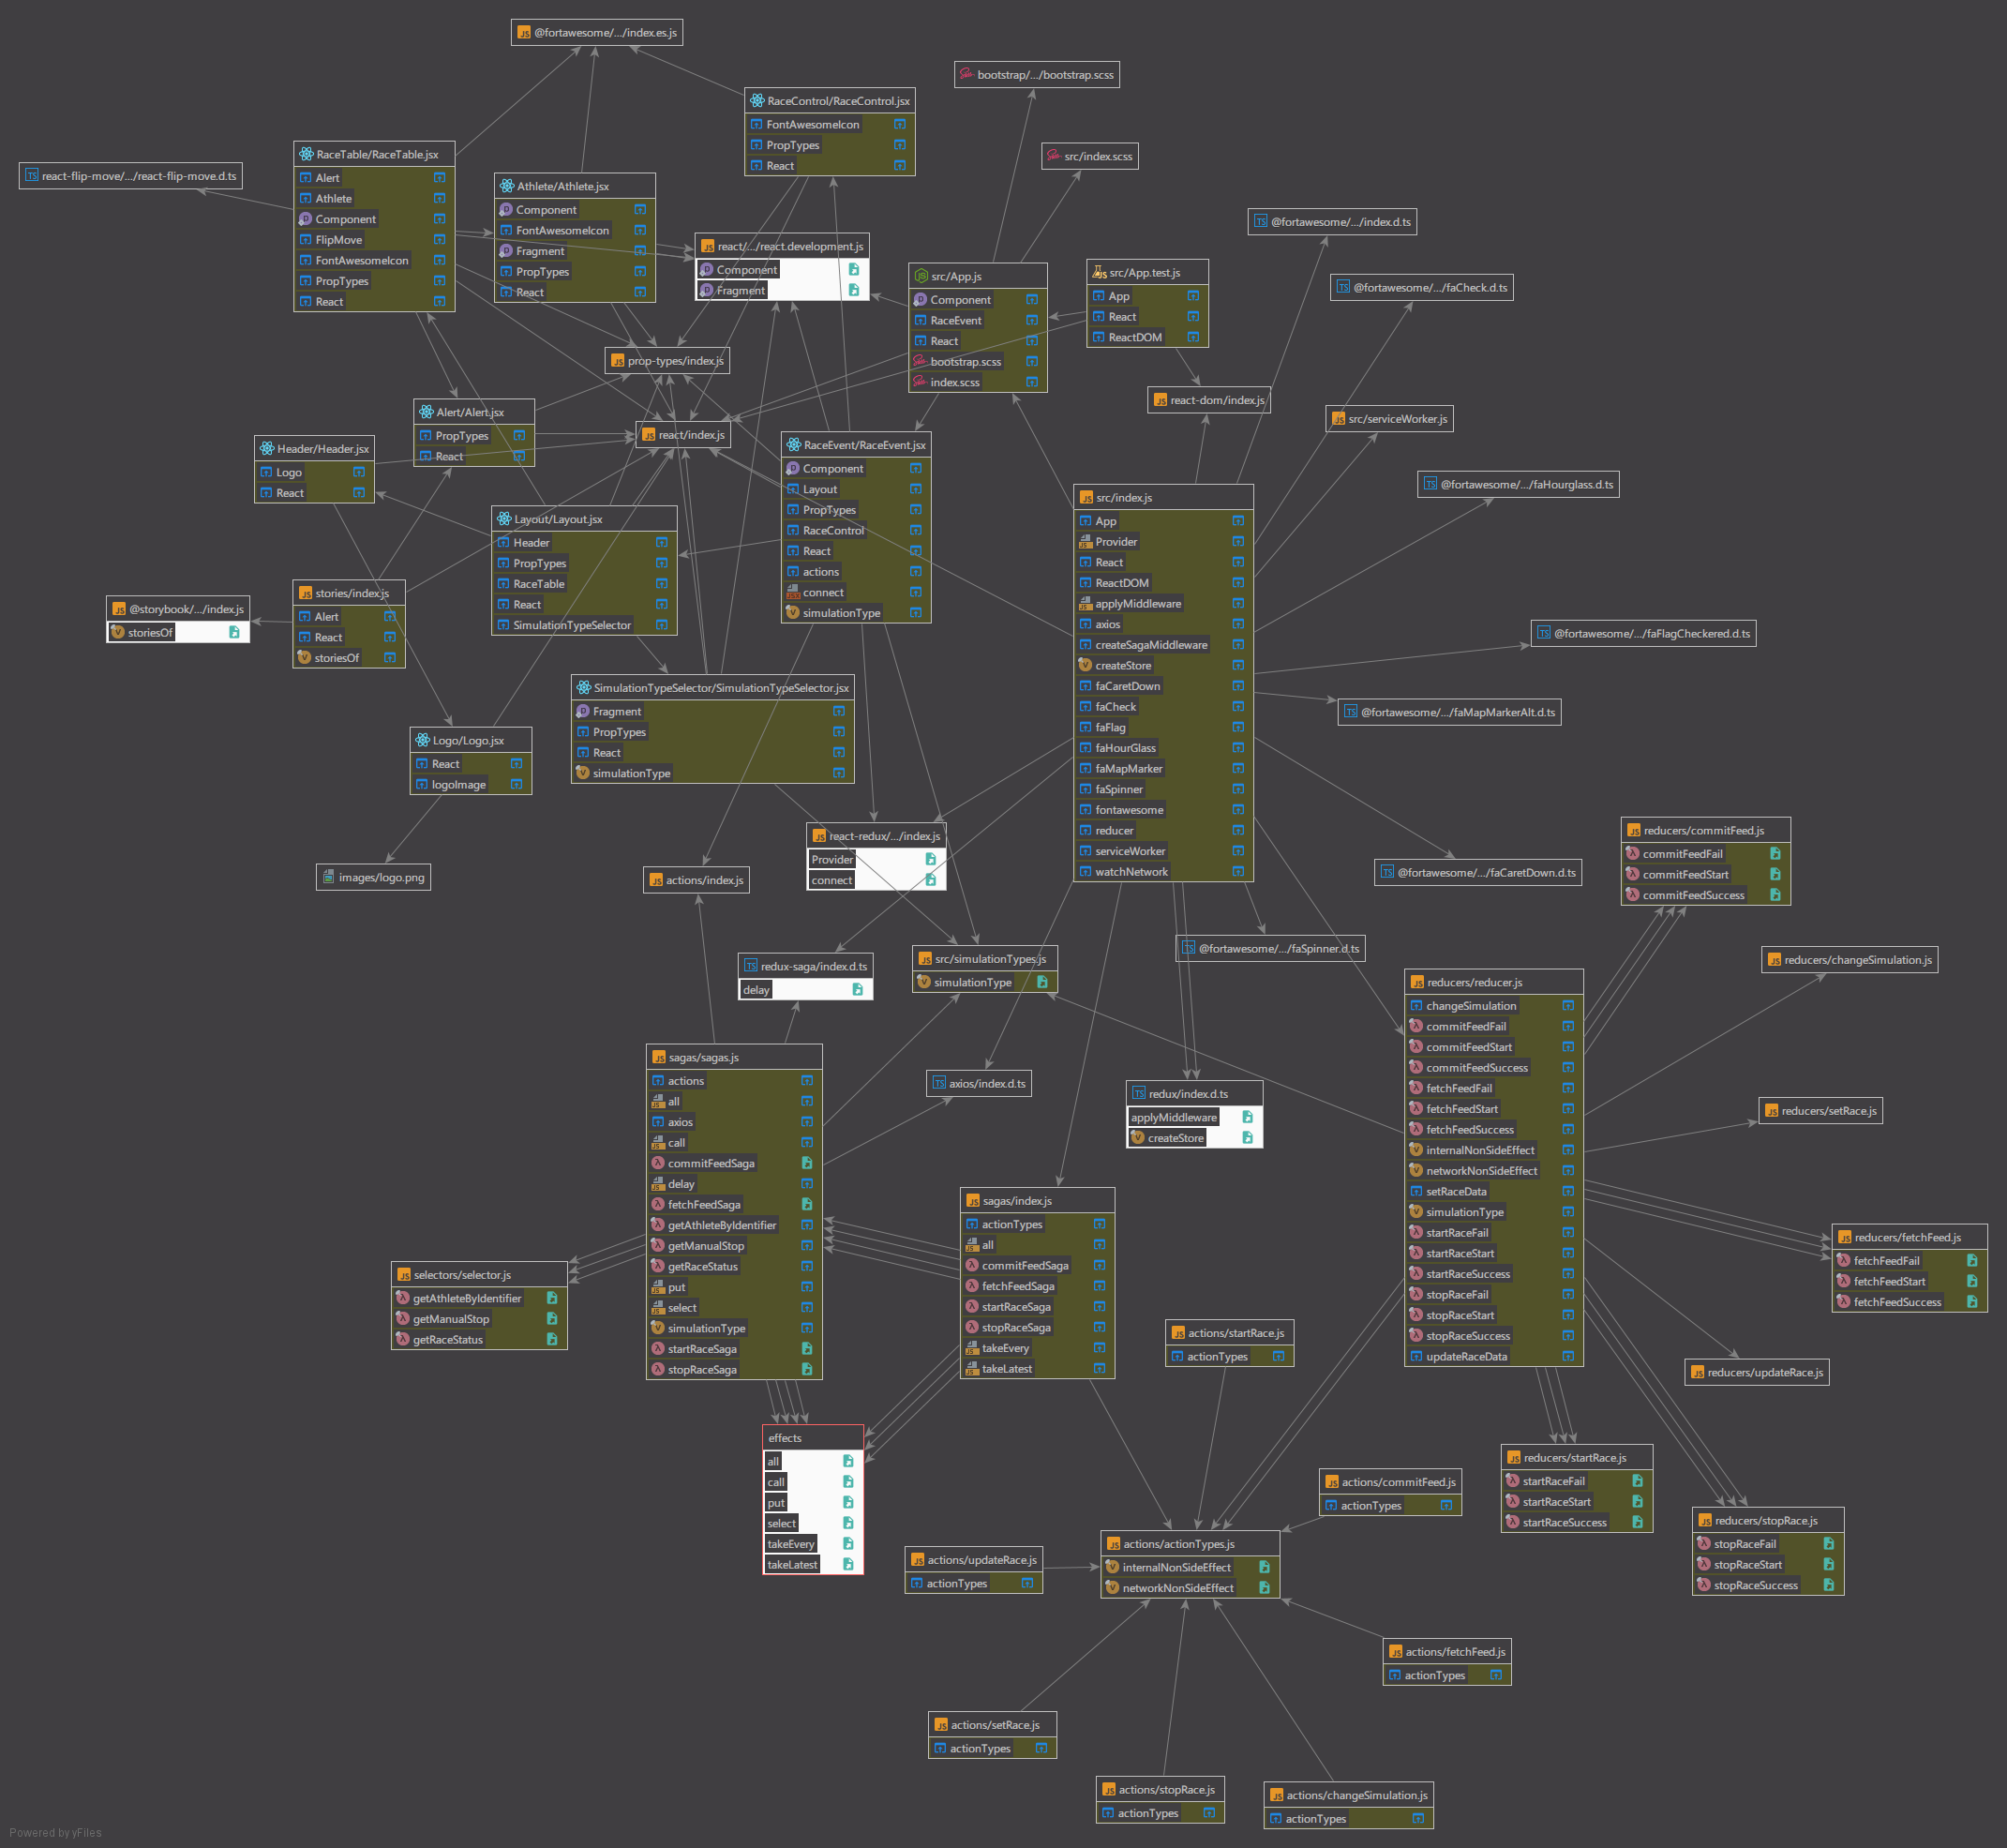 @fortawesome/.../index.es.js
bootstrap/.../bootstrap.scss
RaceControl/RaceControl.jsx
FontAwesomeIcon
PropTypes
React
src/index.scss
RaceTable/RaceTable.jsx
Alert
Athlete
Component
FlipMove
FontAwesomeIcon
PropTypes
React
react-flip-move/.../react-flip-move.d.ts
Athlete/Athlete.jsx
Component
FontAwesomeIcon
Fragment
PropTypes
React
@fortawesome/.../index.d.ts
react/.../react.development.js
Component
Fragment
src/App.js
Component
RaceEvent
React
bootstrap.scss
index.scss
src/App.test.js
App
React
ReactDOM
@fortawesome/.../faCheck.d.ts
prop-types/index.js
react-dom/index.js
Alert/Alert.jsx
PropTypes
React
src/serviceWorker.js
react/index.js
Header/Header.jsx
Logo
React
RaceEvent/RaceEvent.jsx
Component
Layout
PropTypes
RaceControl
React
actions
connect
simulationType
@fortawesome/.../faHourglass.d.ts
src/index.js
App
Provider
React
ReactDOM
applyMiddleware
axios
createSagaMiddleware
createStore
faCaretDown
faCheck
faFlag
faHourGlass
faMapMarker
faSpinner
fontawesome
reducer
serviceWorker
watchNetwork
Layout/Layout.jsx
Header
PropTypes
RaceTable
React
SimulationTypeSelector
stories/index.js
Alert
React
storiesOf
@storybook/.../index.js
storiesOf
@fortawesome/.../faFlagCheckered.d.ts
SimulationTypeSelector/SimulationTypeSelector.jsx
Fragment
PropTypes
React
simulationType
@fortawesome/.../faMapMarkerAlt.d.ts
Logo/Logo.jsx
React
logoImage
react-redux/.../index.js
Provider
connect
reducers/commitFeed.js
commitFeedFail
commitFeedStart
commitFeedSuccess
images/logo.png
actions/index.js
@fortawesome/.../faCaretDown.d.ts
@fortawesome/.../faSpinner.d.ts
src/simulationTypes.js
simulationType
redux-saga/index.d.ts
delay
reducers/changeSimulation.js
reducers/reducer.js
changeSimulation
commitFeedFail
commitFeedStart
commitFeedSuccess
fetchFeedFail
fetchFeedStart
fetchFeedSuccess
internalNonSideEffect
networkNonSideEffect
setRaceData
simulationType
startRaceFail
startRaceStart
startRaceSuccess
stopRaceFail
stopRaceStart
stopRaceSuccess
updateRaceData
sagas/sagas.js
actions
all
axios
call
commitFeedSaga
delay
fetchFeedSaga
getAthleteByIdentifier
getManualStop
getRaceStatus
put
select
simulationType
startRaceSaga
stopRaceSaga
axios/index.d.ts
redux/index.d.ts
applyMiddleware
createStore
reducers/setRace.js
sagas/index.js
actionTypes
all
commitFeedSaga
fetchFeedSaga
startRaceSaga
stopRaceSaga
takeEvery
takeLatest
reducers/fetchFeed.js
fetchFeedFail
fetchFeedStart
fetchFeedSuccess
selectors/selector.js
getAthleteByIdentifier
getManualStop
getRaceStatus
actions/startRace.js
actionTypes
reducers/updateRace.js
effects
all
call
put
select
takeEvery
takeLatest
reducers/startRace.js
startRaceFail
startRaceStart
startRaceSuccess
actions/commitFeed.js
actionTypes
reducers/stopRace.js
stopRaceFail
stopRaceStart
stopRaceSuccess
actions/actionTypes.js
internalNonSideEffect
networkNonSideEffect
actions/updateRace.js
actionTypes
actions/fetchFeed.js
actionTypes
actions/setRace.js
actionTypes
actions/stopRace.js
actionTypes
actions/changeSimulation.js
actionTypes
Powered by yFiles